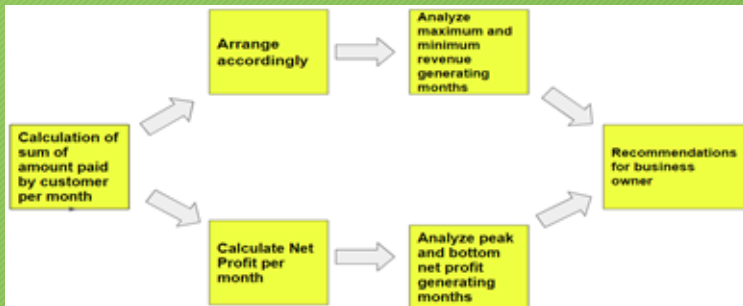 Arrange
accordingly
Analyze
maximum and
minimum
revenue
generating
months
Calculation of
sum of
amount paid
by customer
per month
Recommendations
for business
owner
Calculate Net
Profit per
month
Analyze peak
and bottom
net profit
generating
months